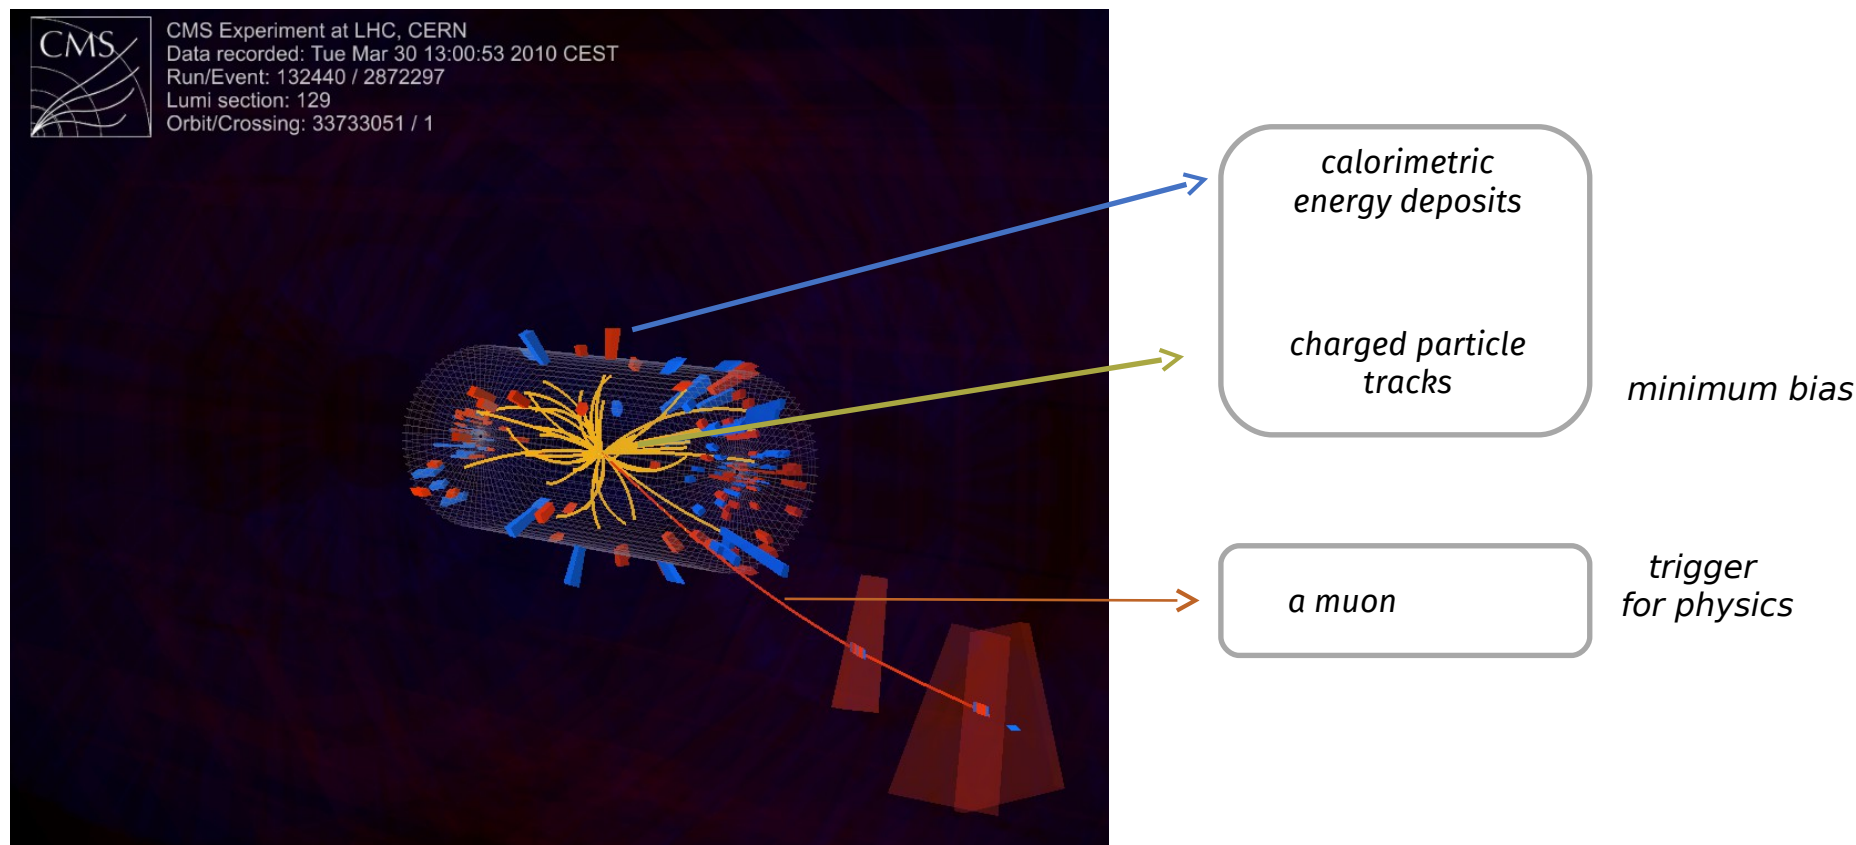 CMS
CMS Experiment at LHC, CERN
Data recorded: Tue Mar 30 13:00:53 2010 CEST
Run/Event: 132440 / 2872297
Lumi section: 129
Orbit/Crossing: 33733051 / 1
calorimetric
energy deposits
charged particle
tracks
minimum bias
a muon
trigger
for physics